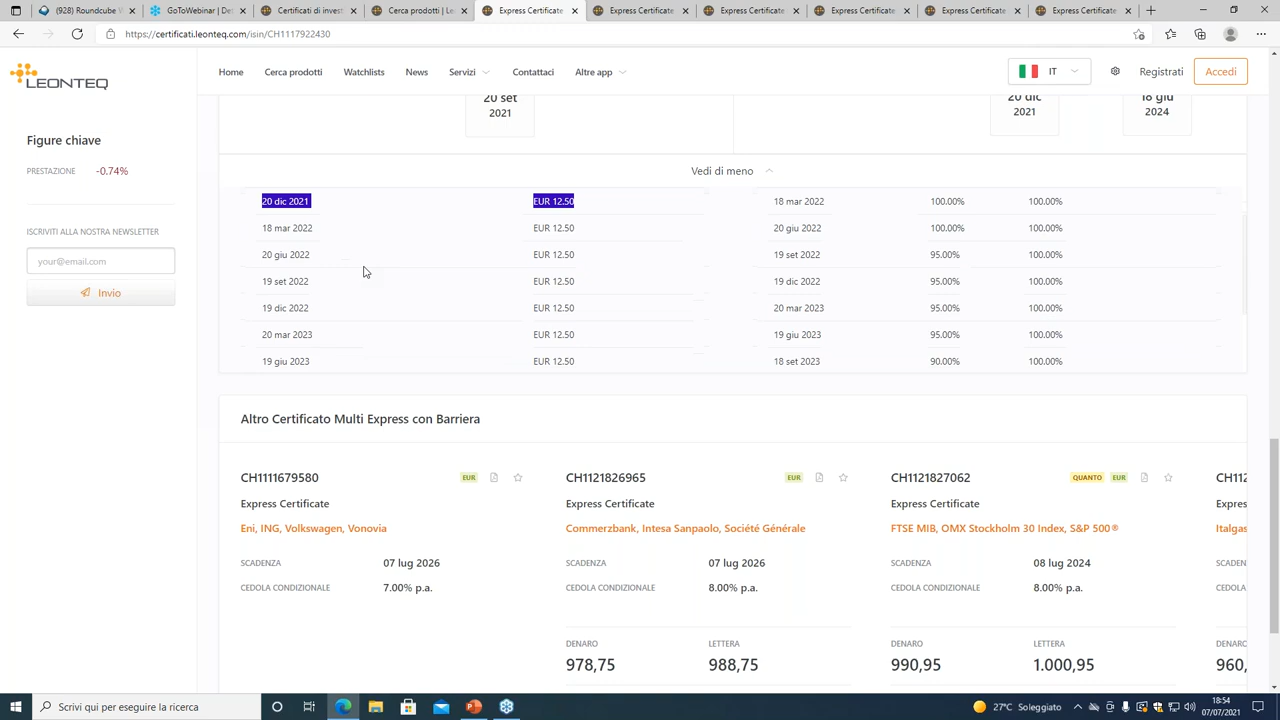 (928) Roundcube W
GoToWebinar | Det
Certificati di invest
Cerca prodotti | Le
Express Certificate
Express Certificate
Express Certificate
Express Certificate
Express Certificate
Express Certificate
https://certificati.leonteq.com/isin/CH1117922430
LEONTEQ
Home Cerca prodotti Watchlists News Servizi Contattaci Altre app
IT Registrati Accedi
Figure chiave
PRESTAZIONE -0.74%
ISCRIVITI ALLA NOSTRA NEWSLETTER
your@email.com
Invio
20 set
2021
20 dic
2021
18 giu
2024
Vedi di meno
20 dic 2021 EUR 12.50 18 mar 2022 100.00% 100.00%
18 mar 2022 EUR 12.50 20 giu 2022 100.00% 100.00%
20 giu 2022 EUR 12.50 19 set 2022 95.00% 100.00%
19 set 2022 EUR 12.50 19 dic 2022 95.00% 100.00%
19 dic 2022 EUR 12.50 20 mar 2023 95.00% 100.00%
20 mar 2023 EUR 12.50 19 giu 2023 95.00% 100.00%
19 giu 2023 EUR 12.50 18 set 2023 90.00% 100.00%
Altro Certificato Multi Express con Barriera
CH1111679580 EUR
Express Certificate
Eni, ING, Volkswagen, Vonovia
SCADENZA 07 lug 2026
CEDOLA CONDIZIONALE 7.00% p.a.
CH1121826965 EUR
Express Certificate
Commerzbank, Intesa Sanpaolo, Société Générale
SCADENZA 07 lug 2026
CEDOLA CONDIZIONALE 8.00% p.a.
DENARO LETTERA
978,75 988,75
CH1121827062 QUANTO EUR
Express Certificate
FTSE MIB, OMX Stockholm 30 Index, S&P 500®
SCADENZA 08 lug 2024
CEDOLA CONDIZIONALE 8.00% p.a.
DENARO LETTERA
990,95 1.000,95
CH112
Expres
Italgas
SCADEN
CEDOLA
DENARO
960,
Scrivi qui per eseguire la ricerca
27°C Soleggiato
18:54
07/07/2021